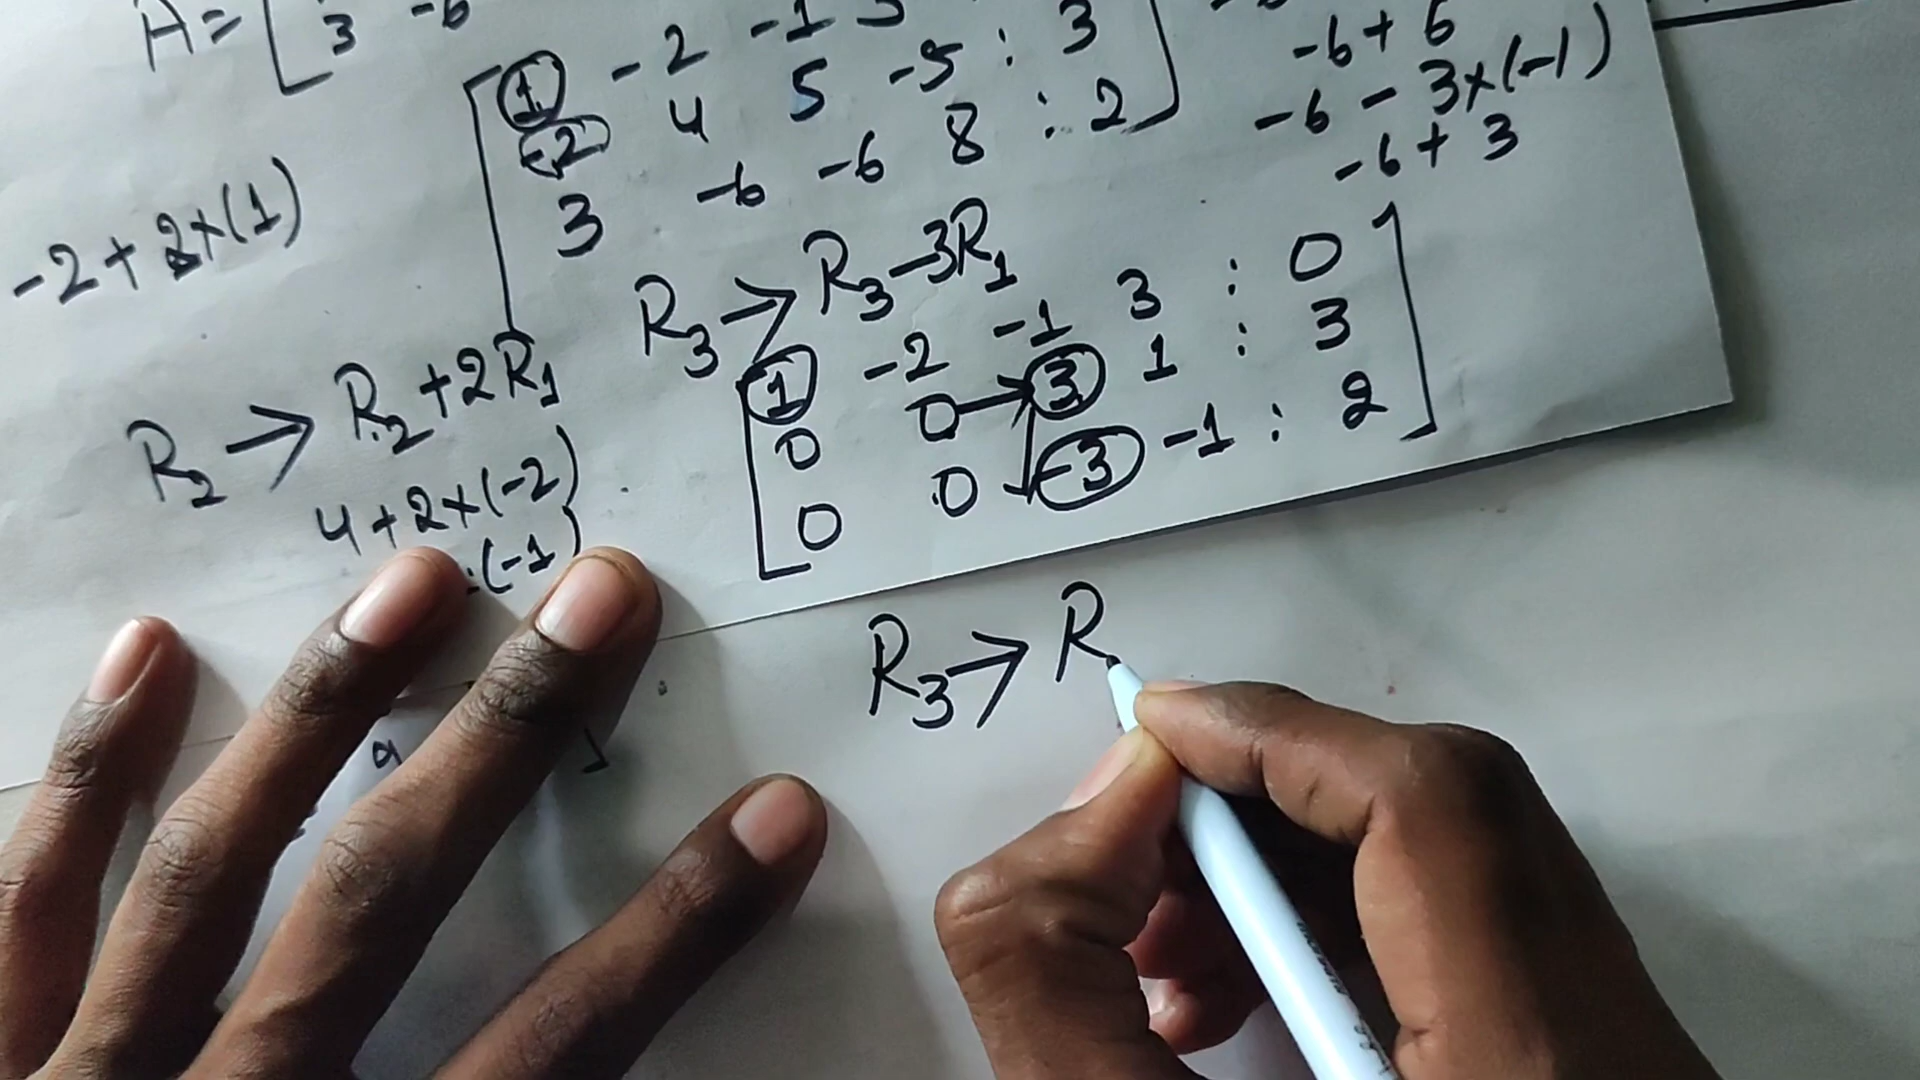 A = [ 3 -6
1 -2 -1 3
-2 4 5 -5 : 3
3 -6 -6 8 : 2
-6 + 6
-6 - 3×(-1)
-6 + 3
-2 + 2×(1)
R3 → R3 - 3R1
R2 → R2 + 2R1
4 + 2×(-2)
(-1)
1 -2 -1 3 : 0
0 0 → 3 1 : 3
0 0 -3 -1 : 2
R3 → R